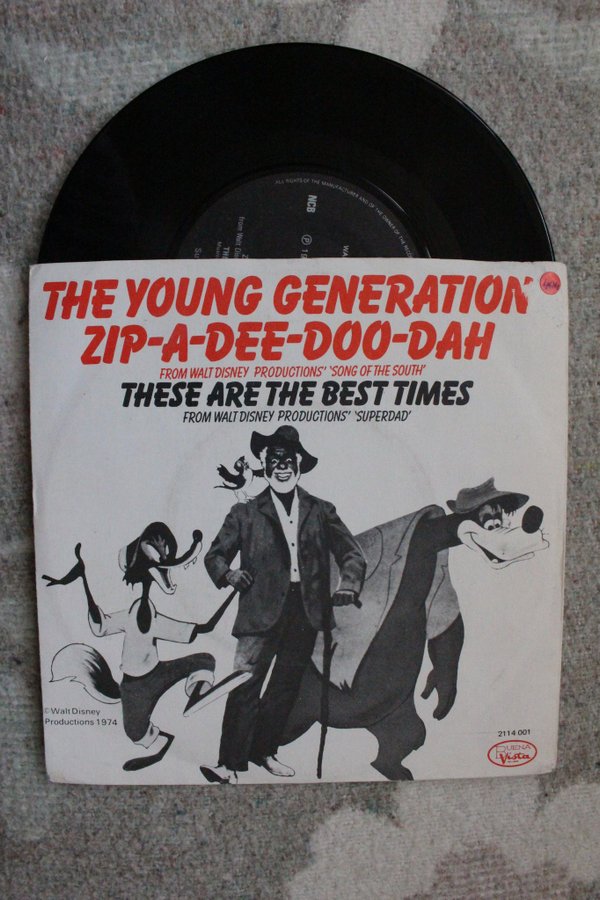 ALL RIGHTS OF THE MANUFACTURER AND OF THE OWNER OF THE
NCB
from Walt
THE YOUNG GENERATION
ZIP-A-DEE-DOO-DAH
FROM WALT DISNEY PRODUCTIONS' 'SONG OF THE SOUTH'
THESE ARE THE BEST TIMES
FROM WALT DISNEY PRODUCTIONS' 'SUPERDAD'
© Walt Disney
Productions 1974
2114 001
BUENA
Vista